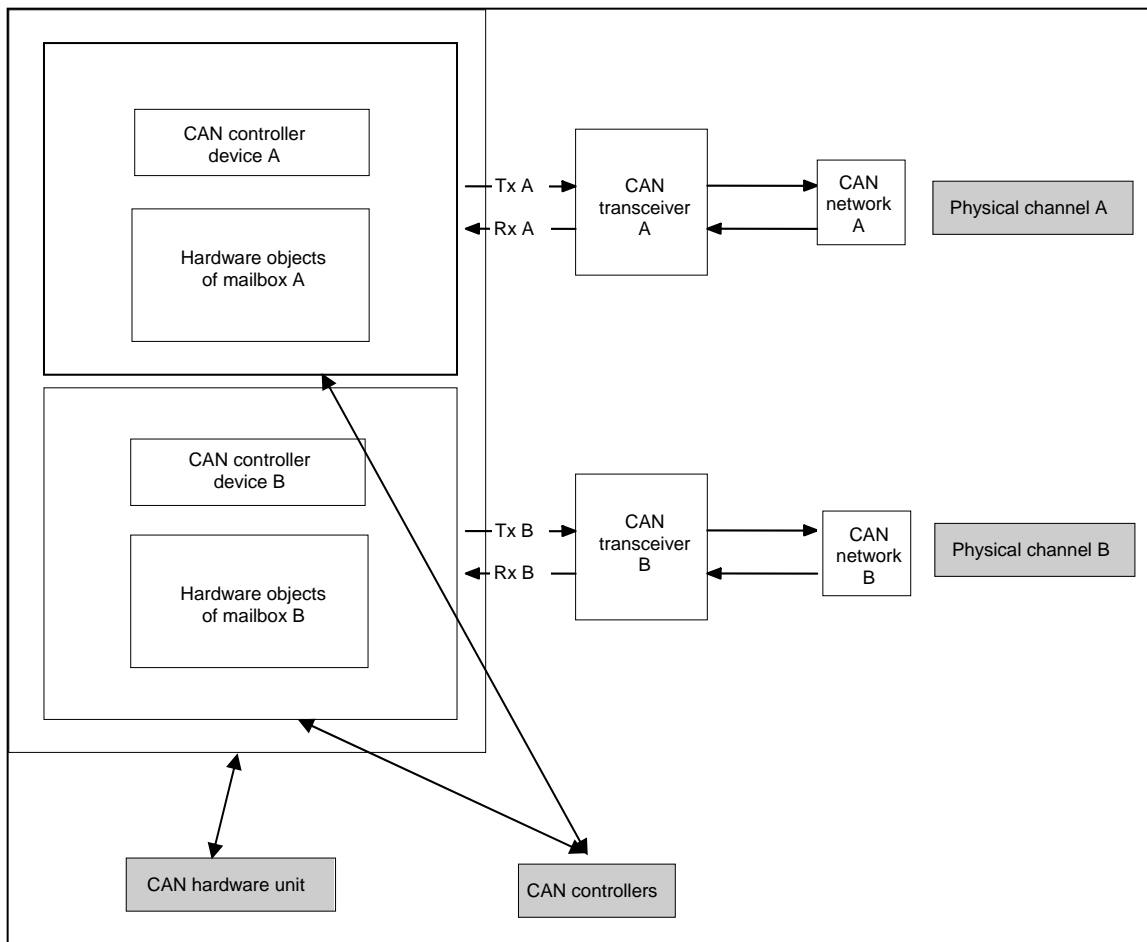 CAN controller
device A
Hardware objects
of mailbox A
Tx A
Rx A
CAN
transceiver
A
CAN
network
A
Physical channel A
CAN controller
device B
Hardware objects
of mailbox B
Tx B
Rx B
CAN
transceiver
B
CAN
network
B
Physical channel B
CAN hardware unit
CAN controllers